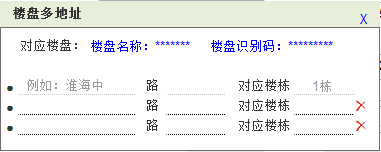 楼盘多地址 X
对应楼盘： 楼盘名称：******* 楼盘识别码：*********
• 例如：淮海中 路 对应楼栋 1栋
• 路 对应楼栋
• 路 对应楼栋